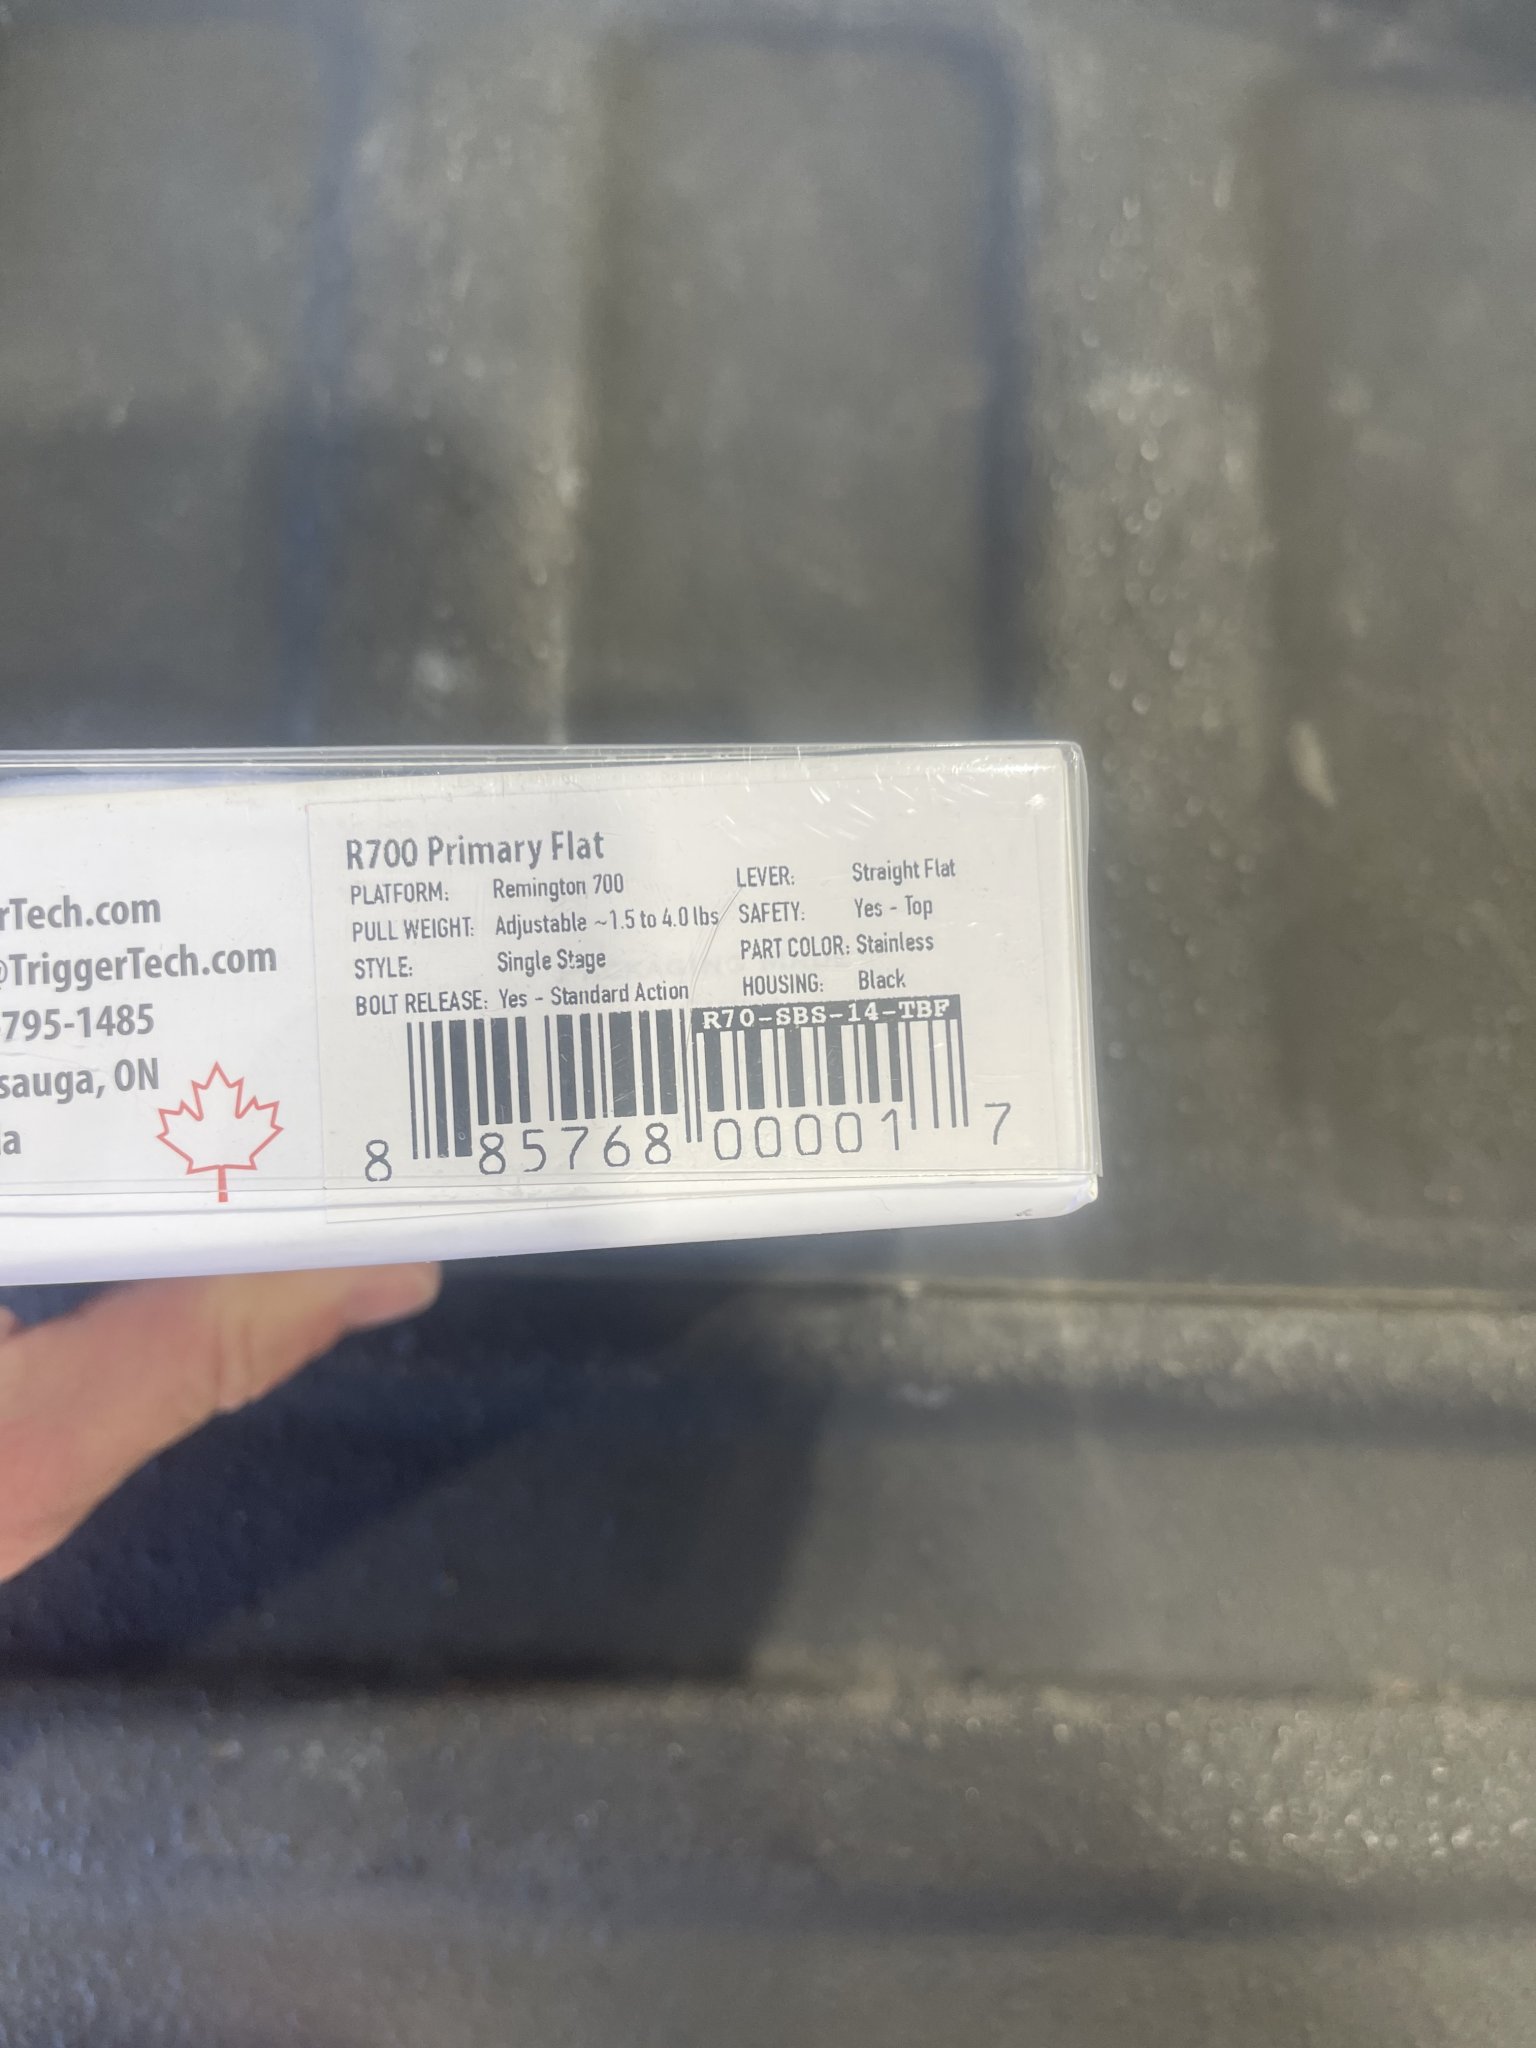 rTech.com
@TriggerTech.com
-795-1485
sauga, ON
a
R700 Primary Flat
PLATFORM: Remington 700
PULL WEIGHT: Adjustable ~1.5 to 4.0 lbs
STYLE: Single Stage
BOLT RELEASE: Yes - Standard Action
LEVER: Straight Flat
SAFETY: Yes - Top
PART COLOR: Stainless
HOUSING: Black
R70-SBS-14-TBF
8 85768 00001 7